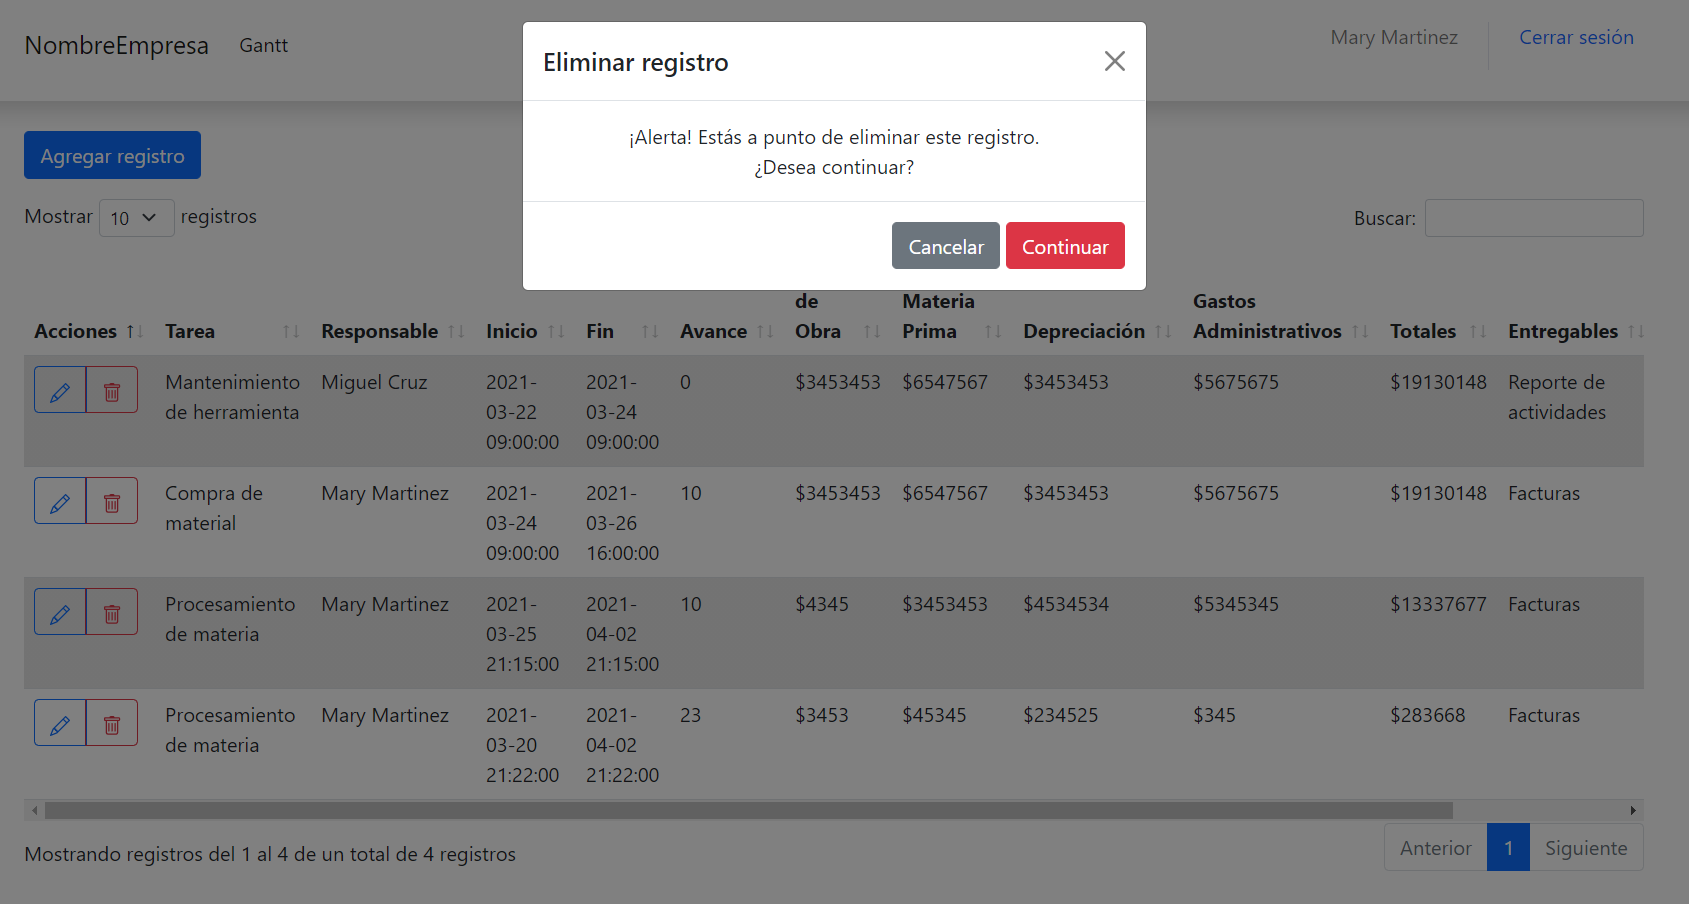 NombreEmpresa Gantt Mary Martinez Cerrar sesión
Eliminar registro
¡Alerta! Estás a punto de eliminar este registro.
¿Desea continuar?
Cancelar Continuar
Agregar registro
Mostrar 10 registros Buscar:
de Materia Gastos
Acciones Tarea Responsable Inicio Fin Avance Obra Prima Depreciación Administrativos Totales Entregables
Mantenimiento Miguel Cruz 2021- 2021- 0 $3453453 $6547567 $3453453 $5675675 $19130148 Reporte de
de herramienta 03-22 03-24 actividades
09:00:00 09:00:00
Compra de Mary Martinez 2021- 2021- 10 $3453453 $6547567 $3453453 $5675675 $19130148 Facturas
material 03-24 03-26
09:00:00 16:00:00
Procesamiento Mary Martinez 2021- 2021- 10 $4345 $3453453 $4534534 $5345345 $13337677 Facturas
de materia 03-25 04-02
21:15:00 21:15:00
Procesamiento Mary Martinez 2021- 2021- 23 $3453 $45345 $234525 $345 $283668 Facturas
de materia 03-20 04-02
21:22:00 21:22:00
Mostrando registros del 1 al 4 de un total de 4 registros Anterior 1 Siguiente